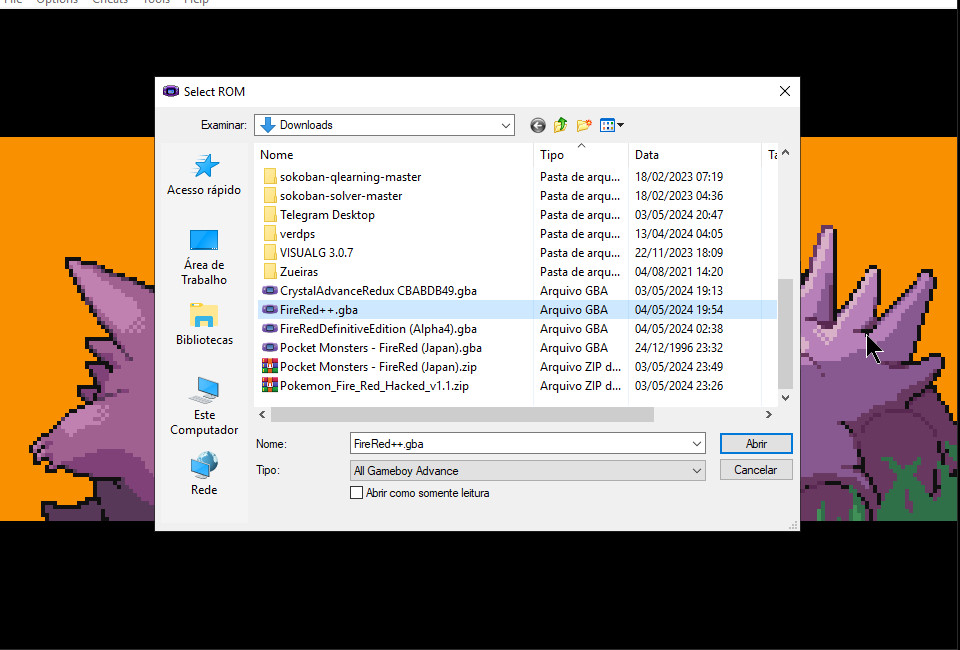 File Options Cheats Tools Help
Select ROM
Examinar: Downloads
Nome Tipo Data
sokoban-qlearning-master Pasta de arqu... 18/02/2023 07:19
sokoban-solver-master Pasta de arqu... 18/02/2023 04:36
Telegram Desktop Pasta de arqu... 03/05/2024 20:47
verdps Pasta de arqu... 13/04/2024 04:05
VISUALG 3.0.7 Pasta de arqu... 22/11/2023 18:09
Zueiras Pasta de arqu... 04/08/2021 14:20
CrystalAdvanceRedux CBABDB49.gba Arquivo GBA 03/05/2024 19:13
FireRed++.gba Arquivo GBA 04/05/2024 19:54
FireRedDefinitiveEdition (Alpha4).gba Arquivo GBA 04/05/2024 02:38
Pocket Monsters - FireRed (Japan).gba Arquivo GBA 24/12/1996 23:32
Pocket Monsters - FireRed (Japan).zip Arquivo ZIP d... 03/05/2024 23:49
Pokemon_Fire_Red_Hacked_v1.1.zip Arquivo ZIP d... 03/05/2024 23:26
Acesso rápido
Área de
Trabalho
Bibliotecas
Este
Computador
Rede
Nome: FireRed++.gba Abrir
Tipo: All Gameboy Advance Cancelar
Abrir como somente leitura